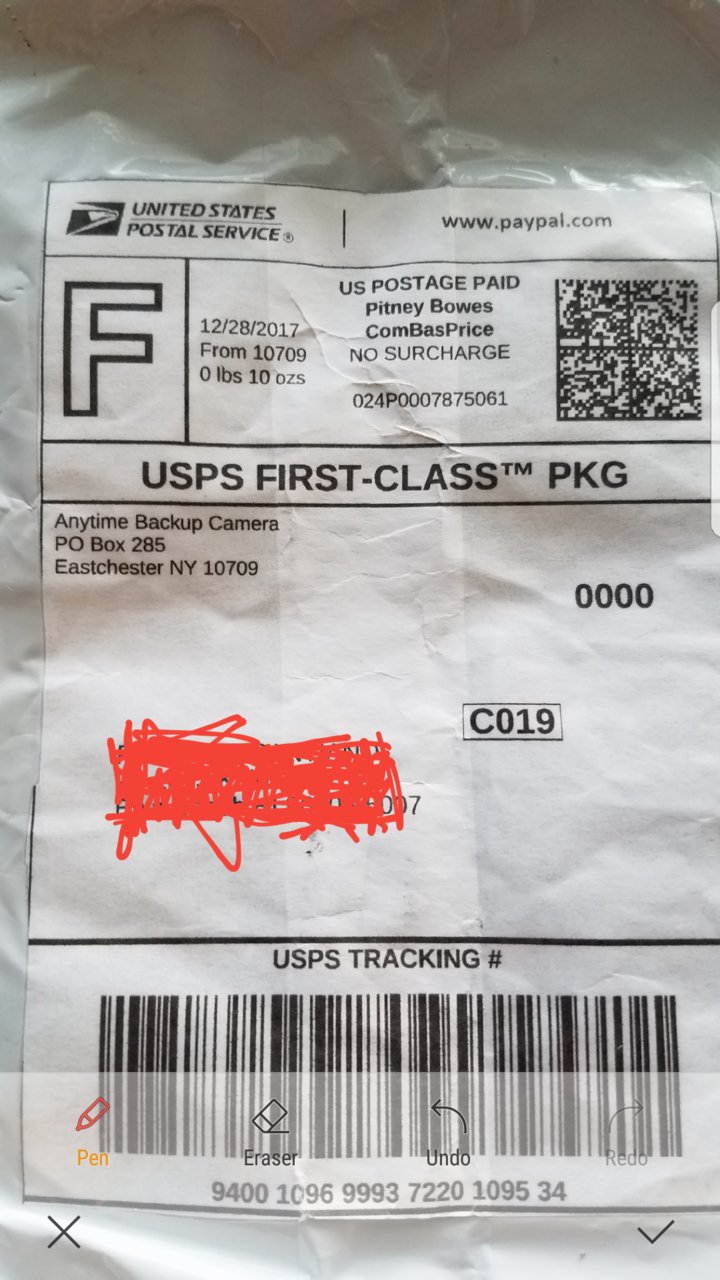 UNITED STATES
POSTAL SERVICE®
www.paypal.com
F
12/28/2017
From 10709
0 lbs 10 ozs
US POSTAGE PAID
Pitney Bowes
ComBasPrice
NO SURCHARGE
024P0007875061
USPS FIRST-CLASS™ PKG
Anytime Backup Camera
PO Box 285
Eastchester NY 10709
0000
C019
USPS TRACKING #
Pen
Eraser
Undo
Redo
9400 1096 9993 7220 1095 34